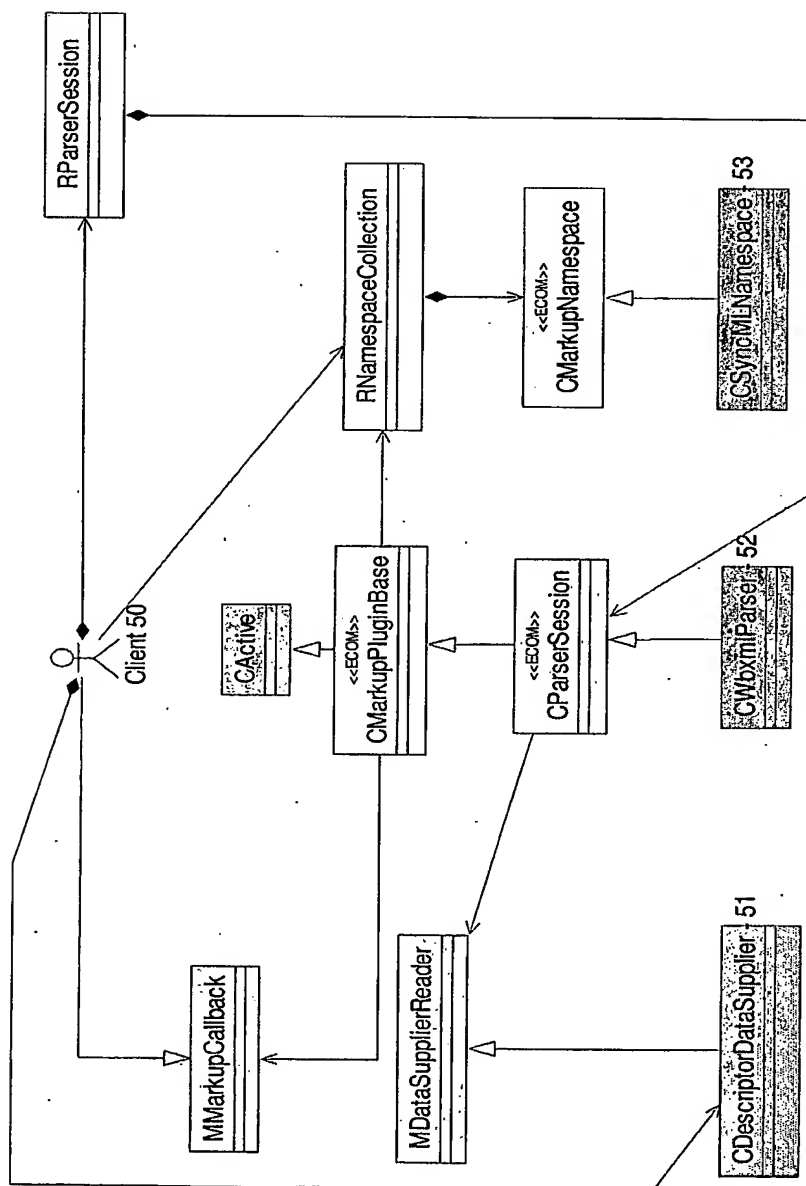 RParserSession
Client 50
RNamespaceCollection
CActive
<<ECOM>>
CMarkupPluginBase
MMarkupCallback
<<ECOM>>
CMarkupNamespace
<<ECOM>>
CParserSession
MDataSupplierReader
CSyncMLNamespace - 53
CWbxmlParser - 52
CDescriptorDataSupplier - 51